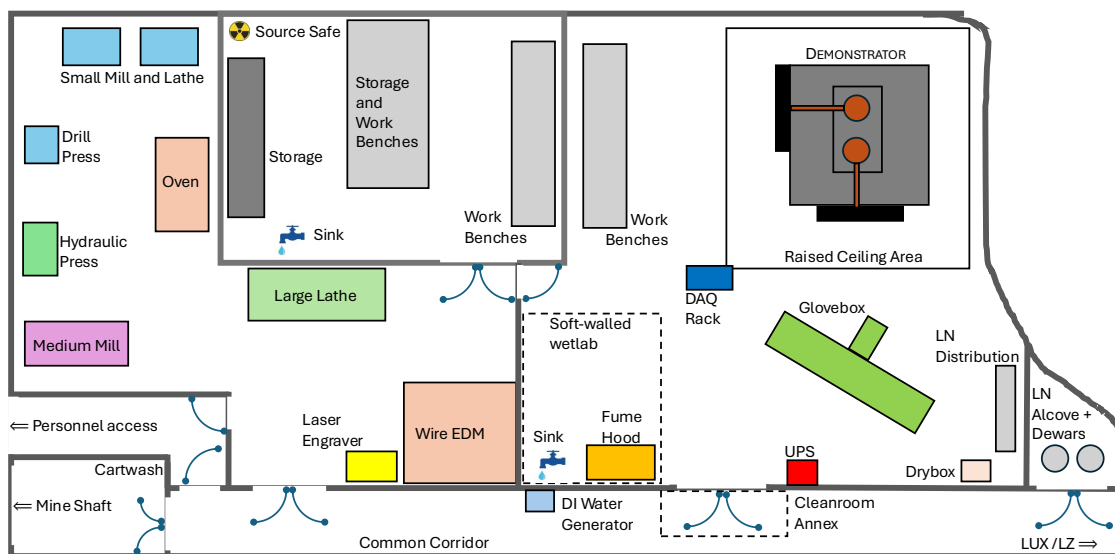 Source Safe
DEMONSTRATOR
Small Mill and Lathe
Storage
and
Work
Benches
Drill
Press
Storage
Oven
Sink
Work
Benches
Work
Benches
Hydraulic
Press
Raised Ceiling Area
Large Lathe
DAQ
Rack
Glovebox
Medium Mill
Soft-walled
wetlab
LN
Distribution
LN
Alcove +
Dewars
⇐ Personnel access
Laser
Engraver
Wire EDM
Sink
Fume
Hood
UPS
Drybox
Cartwash
⇐ Mine Shaft
DI Water
Generator
Cleanroom
Annex
Common Corridor
LUX /LZ ⇒